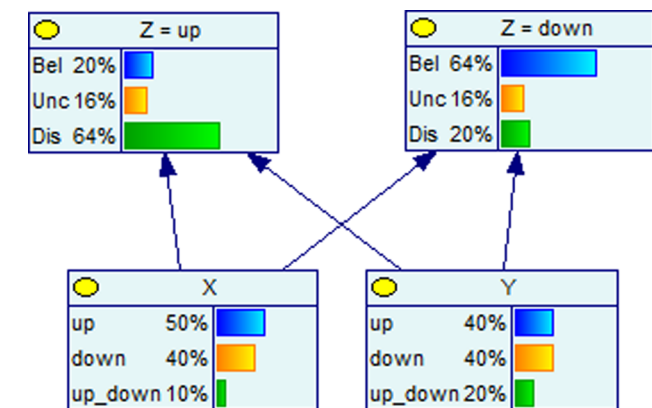 Z = up
Bel 20%
Unc 16%
Dis 64%
Z = down
Bel 64%
Unc 16%
Dis 20%
X
up 50%
down 40%
up_down 10%
Y
up 40%
down 40%
up_down 20%